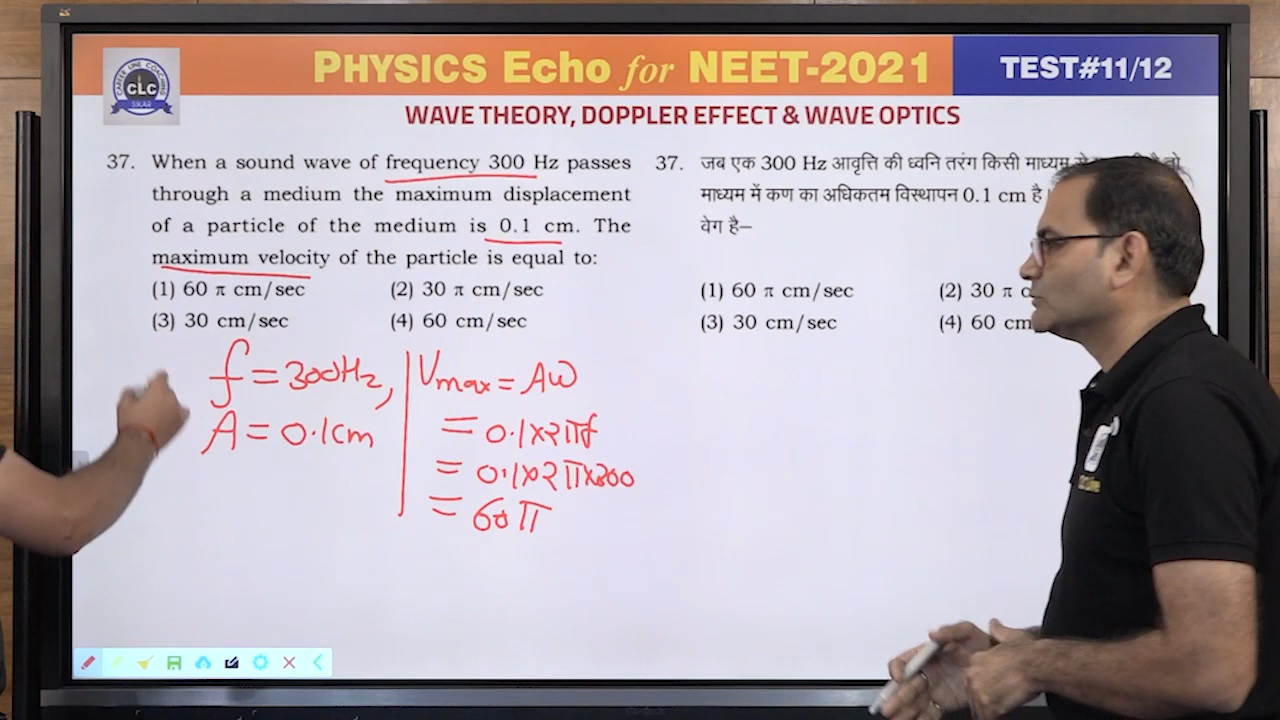 PHYSICS Echo for NEET-2021
TEST#11/12
CAREER LINE COACHING
CLC
SIKAR
WAVE THEORY, DOPPLER EFFECT & WAVE OPTICS
37. When a sound wave of frequency 300 Hz passes
through a medium the maximum displacement
of a particle of the medium is 0.1 cm. The
maximum velocity of the particle is equal to:
(1) 60 π cm/sec (2) 30 π cm/sec
(3) 30 cm/sec (4) 60 cm/sec
37. जब एक 300 Hz आवृत्ति की ध्वनि तरंग किसी माध्यम
माध्यम में कण का अधिकतम विस्थापन 0.1 cm है
वेग है–
(1) 60 π cm/sec (2) 30 π c
(3) 30 cm/sec (4) 60 cm
f = 300Hz,
A = 0.1cm
Vmax = Aω
= 0.1×2πf
= 0.1×2π×300
= 60π